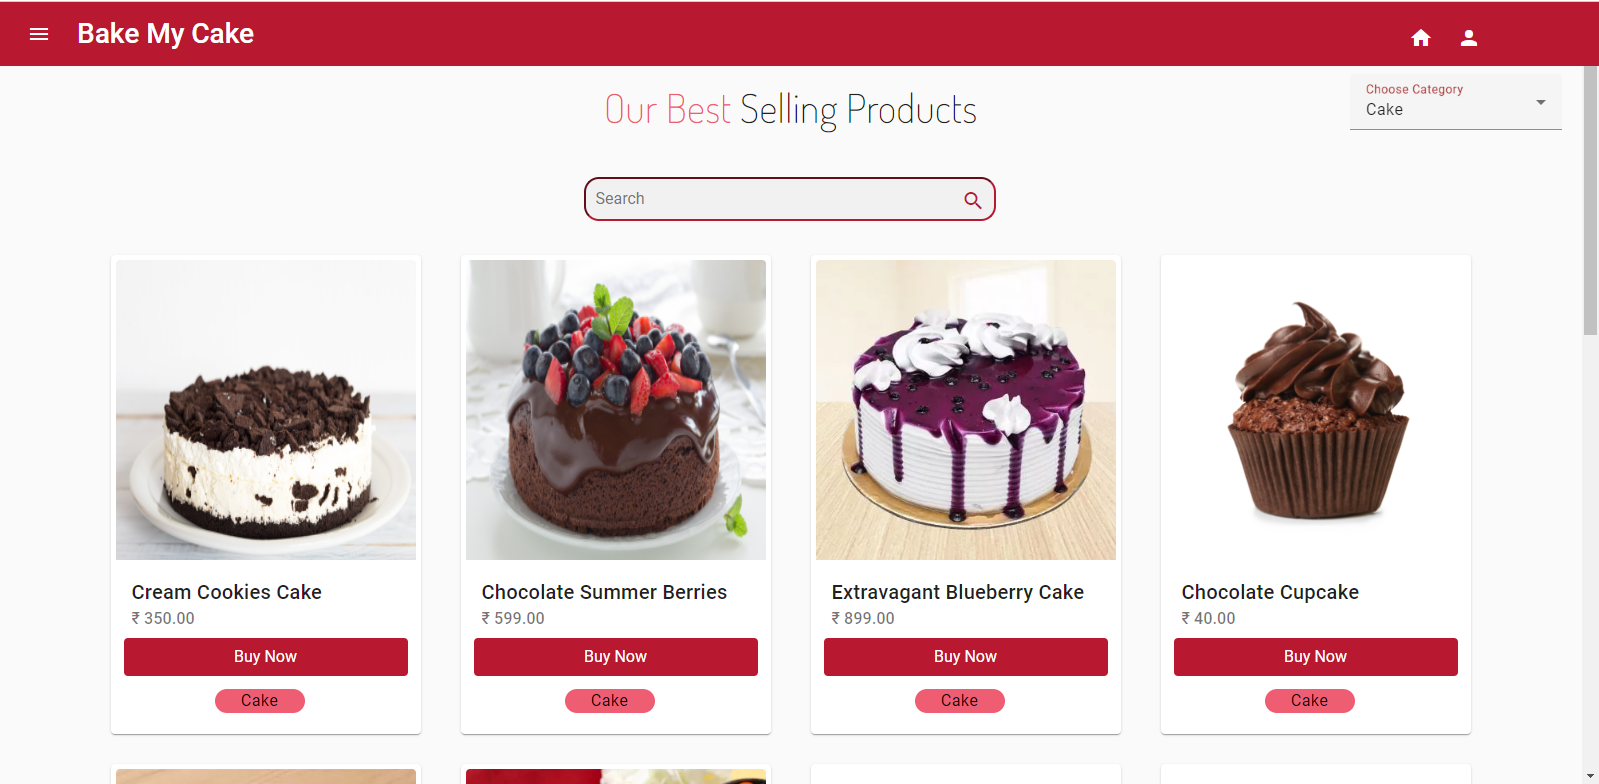 Bake My Cake
Our Best Selling Products
Choose Category
Cake
Search
Cream Cookies Cake
₹ 350.00
Buy Now
Cake
Chocolate Summer Berries
₹ 599.00
Buy Now
Cake
Extravagant Blueberry Cake
₹ 899.00
Buy Now
Cake
Chocolate Cupcake
₹ 40.00
Buy Now
Cake